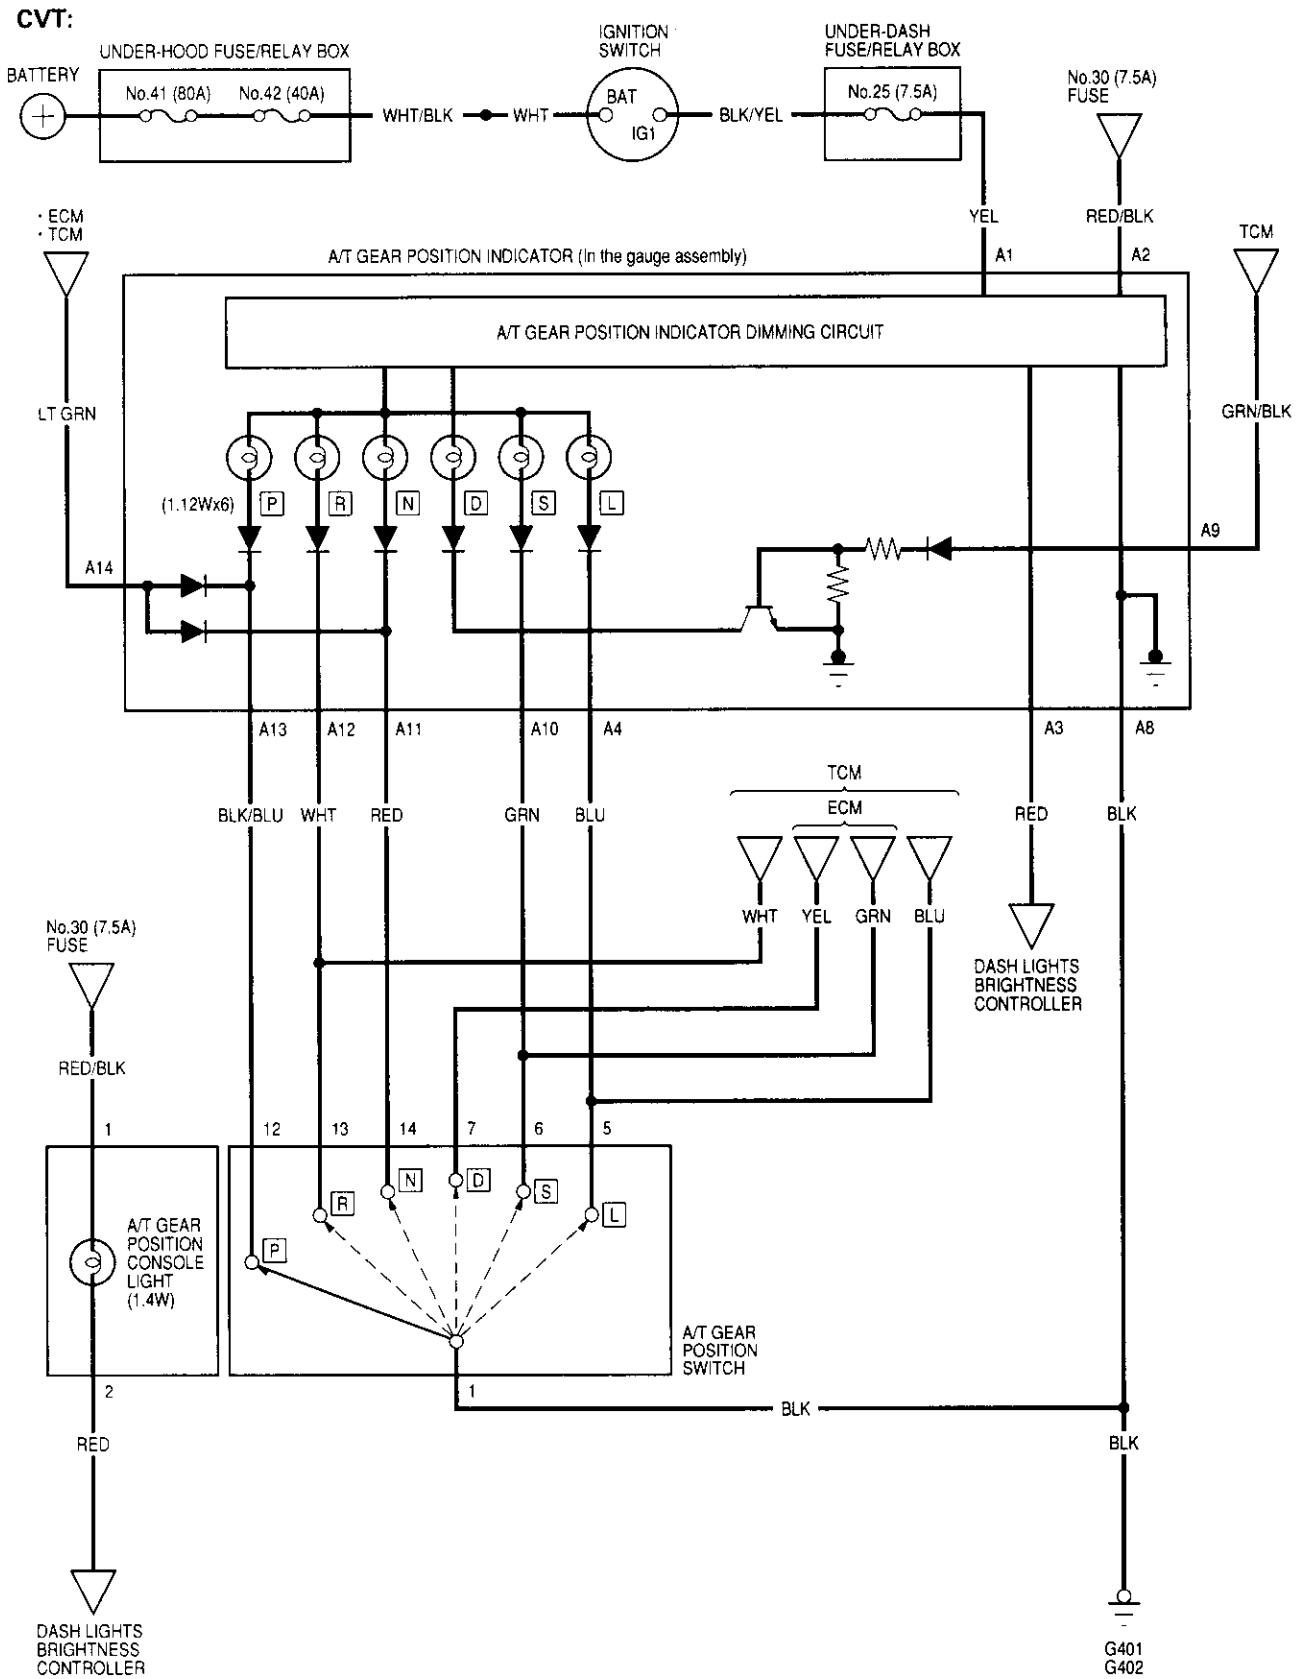 CVT:
BATTERY
UNDER-HOOD FUSE/RELAY BOX
No.41 (80A)
No.42 (40A)
WHT/BLK
WHT
IGNITION
SWITCH
BAT
IG1
BLK/YEL
UNDER-DASH
FUSE/RELAY BOX
No.25 (7.5A)
No.30 (7.5A)
FUSE
YEL
RED/BLK
· ECM
· TCM
TCM
A/T GEAR POSITION INDICATOR (In the gauge assembly)
A1
A2
A/T GEAR POSITION INDICATOR DIMMING CIRCUIT
LT GRN
GRN/BLK
(1.12Wx6)
P
R
N
D
S
L
A14
A9
A13
A12
A11
A10
A4
A3
A8
TCM
ECM
BLK/BLU
WHT
RED
GRN
BLU
RED
BLK
WHT
YEL
GRN
BLU
No.30 (7.5A)
FUSE
DASH LIGHTS
BRIGHTNESS
CONTROLLER
RED/BLK
1
12
13
14
7
6
5
P
R
N
D
S
L
A/T GEAR
POSITION
CONSOLE
LIGHT
(1.4W)
A/T GEAR
POSITION
SWITCH
2
1
BLK
RED
BLK
DASH LIGHTS
BRIGHTNESS
CONTROLLER
G401
G402